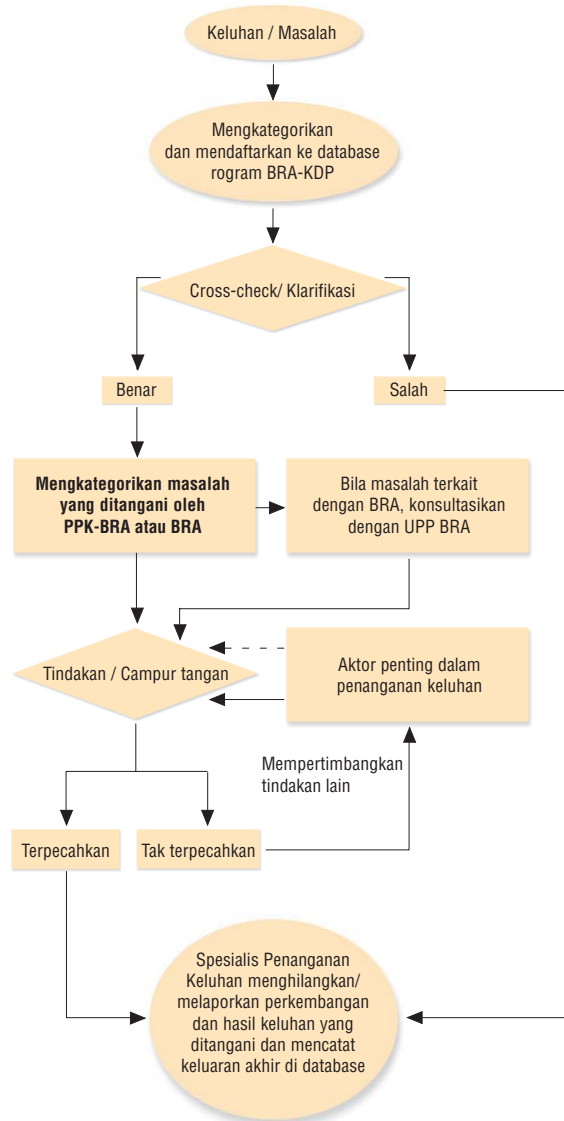 Keluhan / Masalah
Mengkategorikan
dan mendaftarkan ke database
rogram BRA-KDP
Cross-check/ Klarifikasi
Benar
Salah
Mengkategorikan masalah
yang ditangani oleh
PPK-BRA atau BRA
Bila masalah terkait
dengan BRA, konsultasikan
dengan UPP BRA
Tindakan / Campur tangan
Aktor penting dalam
penanganan keluhan
Mempertimbangkan
tindakan lain
Terpecahkan
Tak terpecahkan
Spesialis Penanganan
Keluhan menghilangkan/
melaporkan perkembangan
dan hasil keluhan yang
ditangani dan mencatat
keluaran akhir di database